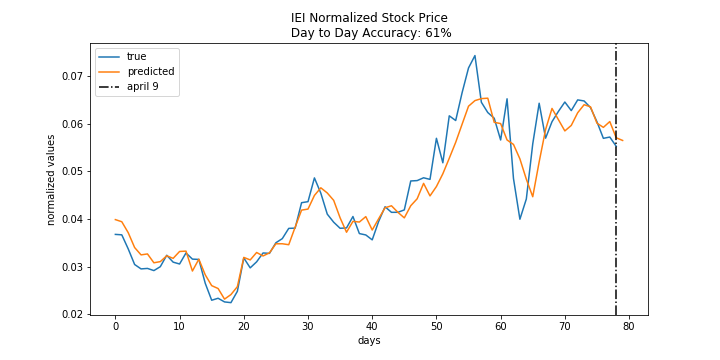 IEI Normalized Stock Price
Day to Day Accuracy: 61%
true
predicted
april 9
normalized values
0.07
0.06
0.05
0.04
0.03
0.02
0 10 20 30 40 50 60 70 80
days